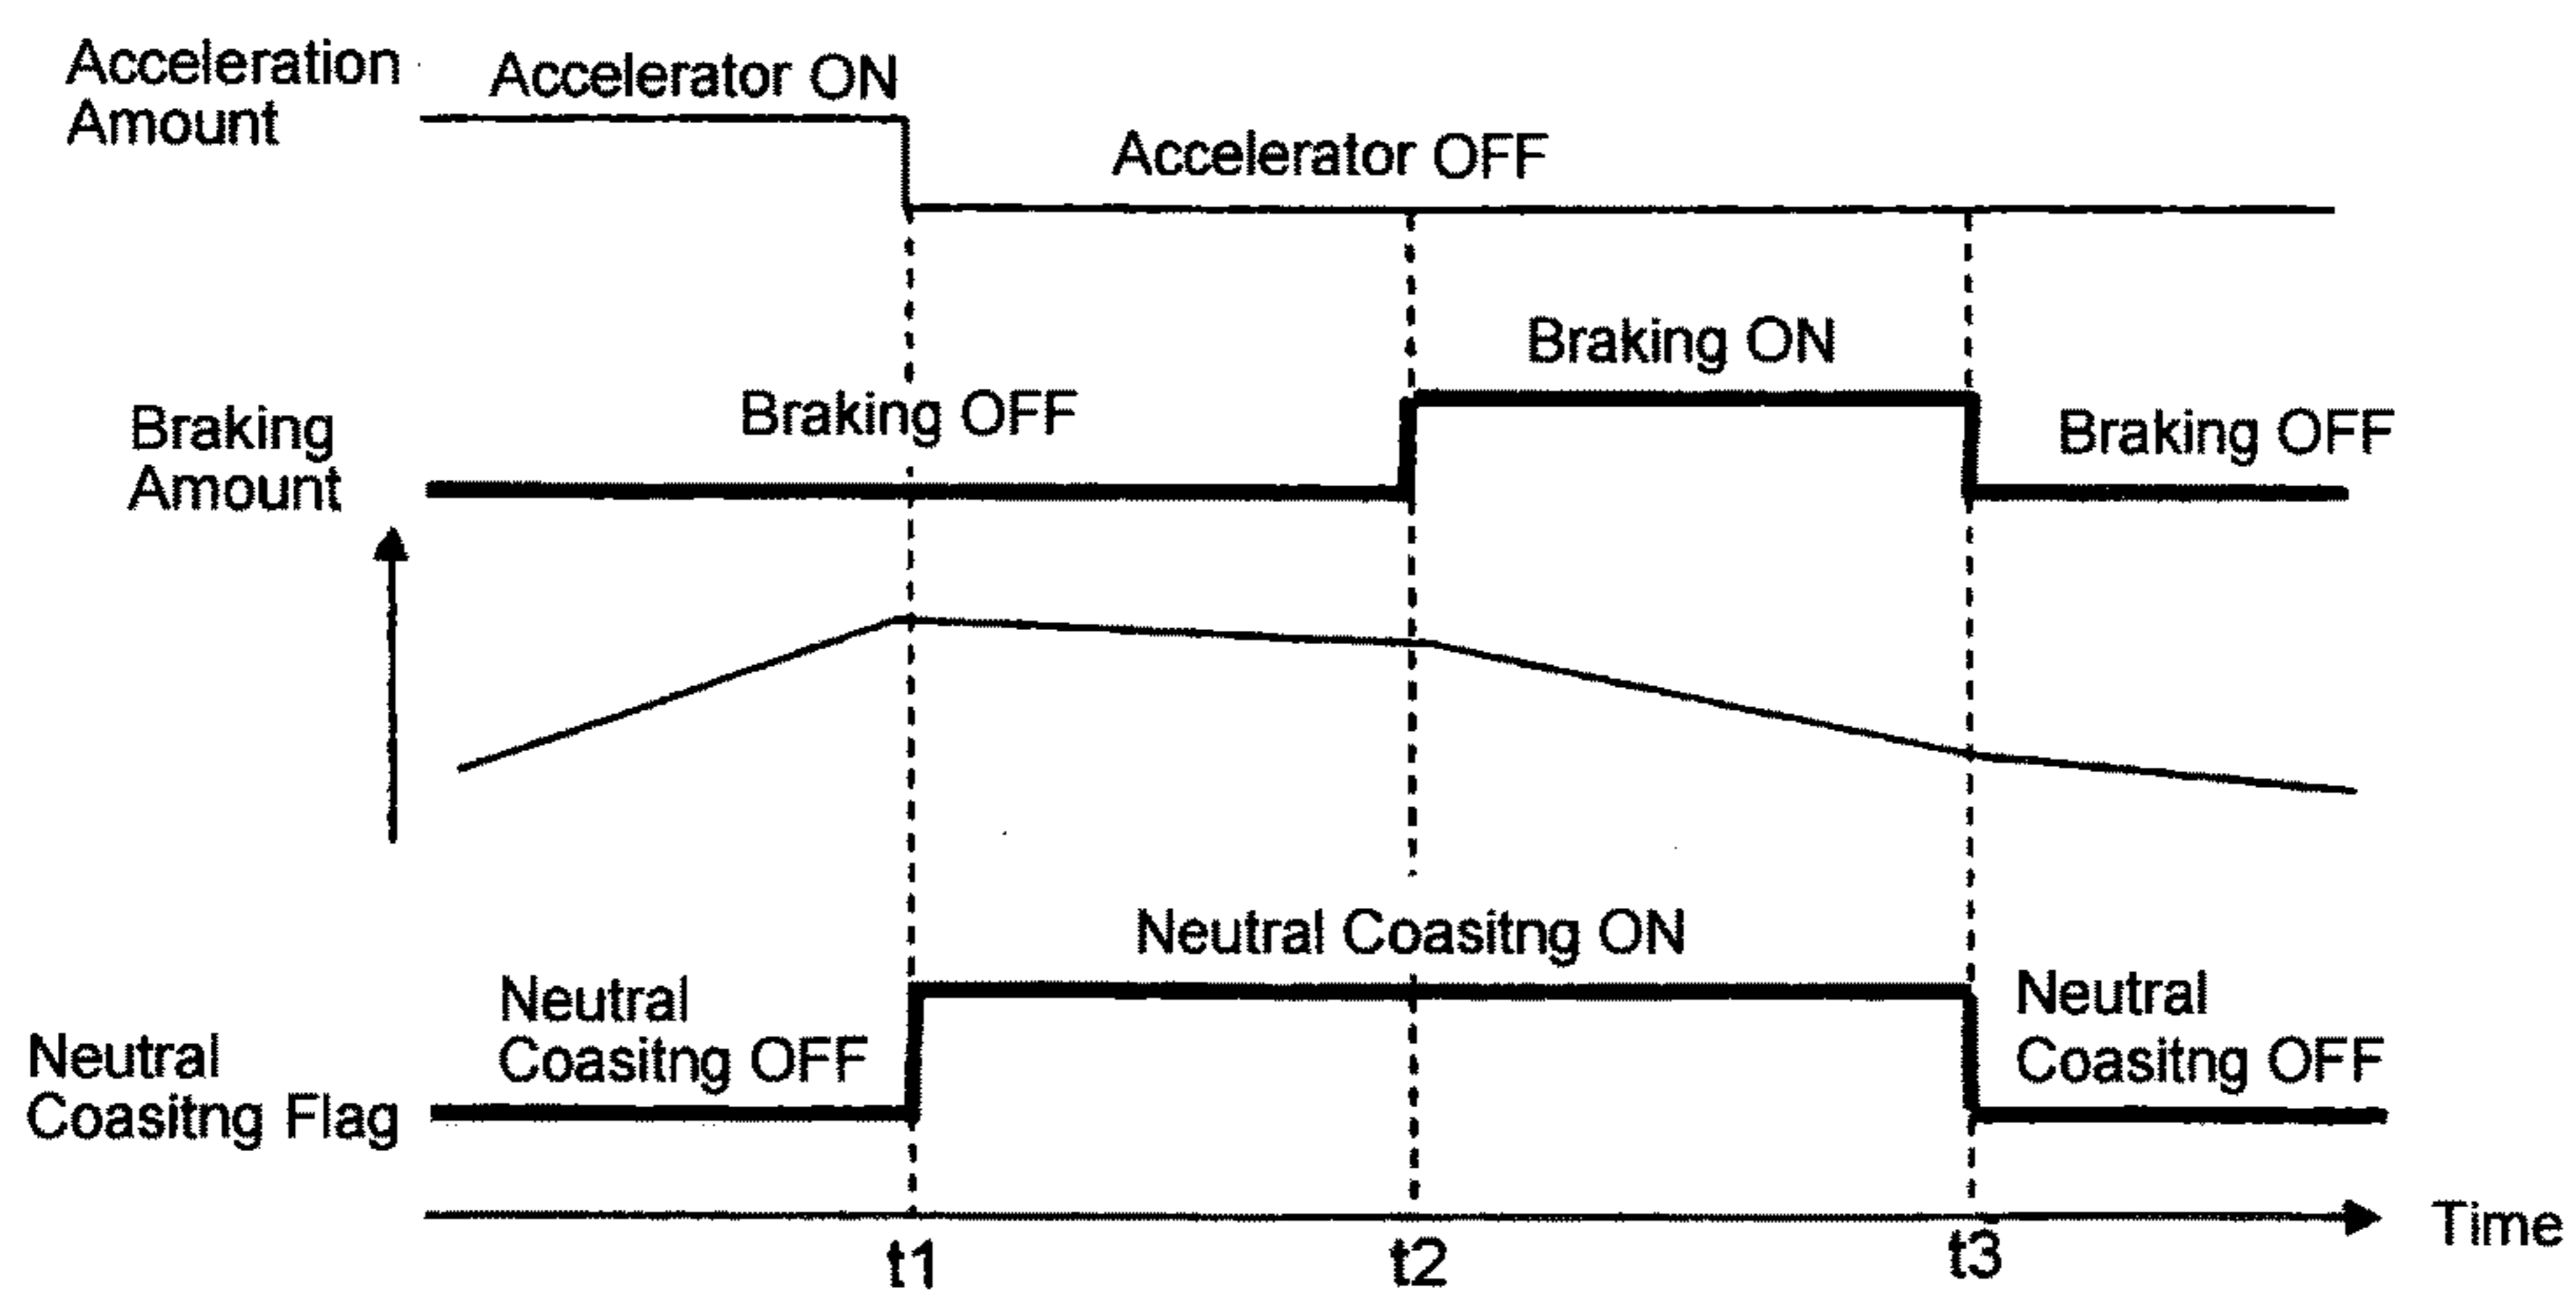 Acceleration
Amount
Accelerator ON
Accelerator OFF
Braking ON
Braking OFF
Braking
Amount
Braking OFF
Neutral Coasitng ON
Neutral
Coasitng OFF
Neutral
Coasitng OFF
Neutral
Coasitng Flag
Time
t1
t2
t3